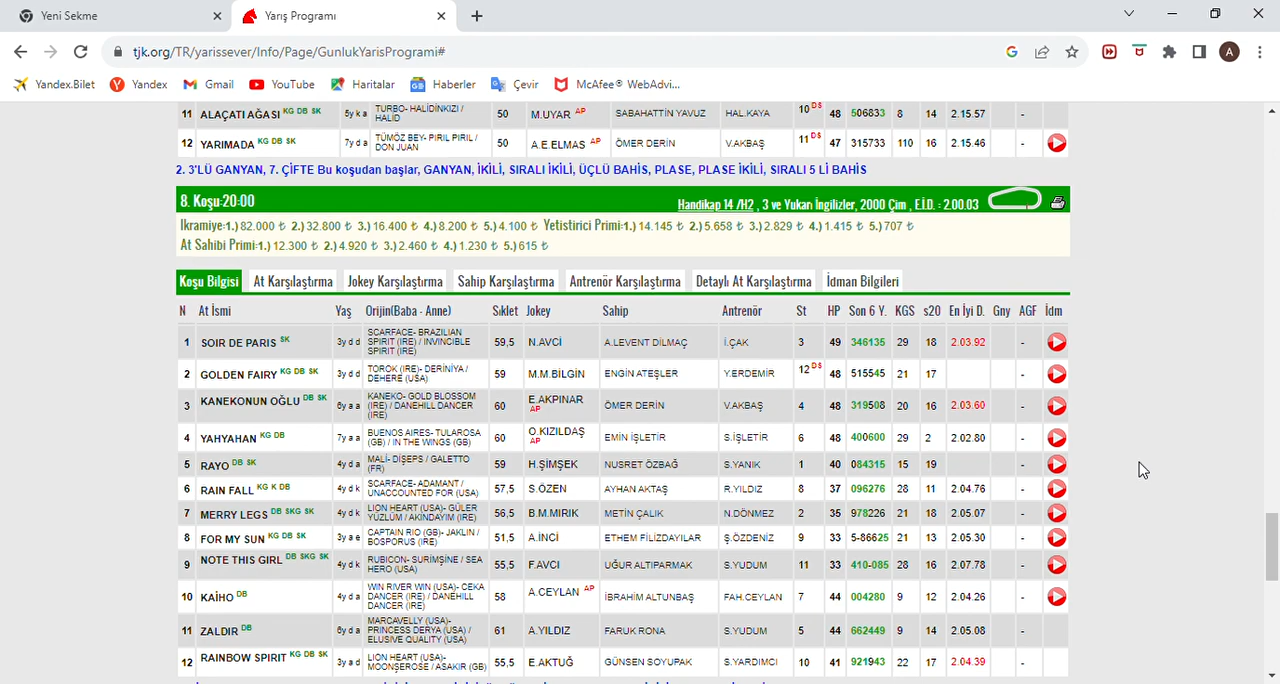 Yeni Sekme
Yarış Programı
tjk.org/TR/yarissever/Info/Page/GunlukYarisProgrami#
A
Yandex.Bilet Yandex Gmail YouTube Haritalar Haberler Çevir McAfee® WebAdvi...
11 ALAÇATI AĞASI KG DB SK 6y k a TURBO- HALİDİNKIZI / HALİD 50 M.UYAR AP SABAHATTİN YAVUZ HAL.KAYA 10 DS 48 506833 8 14 2.15.57 -
12 YARIMADA KG DB SK 7y d a TÜMÖZ BEY- PIRIL PIRIL / DON JUAN 50 A.E.ELMAS AP ÖMER DERİN V.AKBAŞ 11 DS 47 315733 110 16 2.15.46 -
2. 3'LÜ GANYAN, 7. ÇİFTE Bu koşudan başlar, GANYAN, İKİLİ, SIRALI İKİLİ, ÜÇLÜ BAHİS, PLASE, PLASE İKİLİ, SIRALI 5 Lİ BAHİS
8. Koşu:20:00 Handikap 14 /H2 , 3 ve Yukarı İngilizler, 2000 Çim , E.İ.D. : 2.00.03
İkramiye:1.) 82.000 ₺ 2.) 32.800 ₺ 3.) 16.400 ₺ 4.) 8.200 ₺ 5.) 4.100 ₺ Yetistirici Primi:1.) 14.145 ₺ 2.) 5.658 ₺ 3.) 2.829 ₺ 4.) 1.415 ₺ 5.) 707 ₺
At Sahibi Primi:1.) 12.300 ₺ 2.) 4.920 ₺ 3.) 2.460 ₺ 4.) 1.230 ₺ 5.) 615 ₺
Koşu Bilgisi At Karşılaştırma Jokey Karşılaştırma Sahip Karşılaştırma Antrenör Karşılaştırma Detaylı At Karşılaştırma İdman Bilgileri
N At İsmi Yaş Orijin(Baba - Anne) Sıklet Jokey Sahip Antrenör St HP Son 6 Y. KGS s20 En İyi D. Gny AGF İdm
1 SOIR DE PARIS SK 3y d d SCARFACE- BRAZILIAN SPIRIT (IRE) / INVINCIBLE SPIRIT (IRE) 59,5 N.AVCİ A.LEVENT DİLMAÇ İ.ÇAK 3 49 346135 29 18 2.03.92 -
2 GOLDEN FAIRY KG DB SK 3y d d TOROK (IRE)- DERİNİYA / DEHERE (USA) 59 M.M.BİLGİN ENGİN ATEŞLER Y.ERDEMİR 12 DS 48 515545 21 17 -
3 KANEKONUN OĞLU DB SK 6y a a KANEKO- GOLD BLOSSOM (IRE) / DANEHILL DANCER (IRE) 60 E.AKPINAR AP ÖMER DERİN V.AKBAŞ 4 48 319508 20 16 2.03.60 -
4 YAHYAHAN KG DB 7y a a BUENOS AIRES- TULAROSA (GB) / IN THE WINGS (GB) 60 O.KIZILDAŞ AP EMİN İŞLETİR S.İŞLETİR 6 48 400600 29 2 2.02.80 -
5 RAYO DB SK 4y d a MALİ- DİŞEPS / GALETTO (FR) 59 H.ŞİMŞEK NUSRET ÖZBAĞ S.YANIK 1 40 084315 15 19 -
6 RAIN FALL KG K DB 4y d k SCARFACE- ADAMANT / UNACCOUNTED FOR (USA) 57,5 S.ÖZEN AYHAN AKTAŞ R.YILDIZ 8 37 096276 28 11 2.04.76 -
7 MERRY LEGS DB SKG SK 4y d k LION HEART (USA)- GÜLER YÜZLÜM / AKINDAYIM (IRE) 56,5 B.M.MIRIK METİN ÇALIK N.DÖNMEZ 2 35 978226 21 18 2.05.07 -
8 FOR MY SUN KG DB SK 3y a e CAPTAIN RIO (GB)- JAKLIN / BOSPORUS (IRE) 51,5 A.İNCİ ETHEM FİLİZDAYILAR Ş.ÖZDENİZ 9 33 5-86625 21 13 2.05.30 -
9 NOTE THIS GIRL DB SKG SK 4y d k RUBICON- SURİMŞİNE / SEA HERO (USA) 55,5 F.AVCI UĞUR ALTIPARMAK S.YUDUM 11 33 410-085 28 16 2.07.78 -
10 KAİHO DB 4y d a WIN RIVER WIN (USA)- CEKA DANCER (IRE) / DANEHILL DANCER (IRE) 58 A.CEYLAN AP İBRAHİM ALTUNBAŞ FAH.CEYLAN 7 44 004280 9 12 2.04.26 -
11 ZALDIR DB 6y d a MARCAVELLY (USA)- PRINCESS DERYA (USA) / ELUSIVE QUALITY (USA) 61 A.YILDIZ FARUK RONA S.YUDUM 5 44 662449 9 14 2.05.08 -
12 RAINBOW SPIRIT KG DB SK 3y a d LION HEART (USA)- MOONŞEROSE / ASAKIR (GB) 55,5 E.AKTUĞ GÜNSEN SOYUPAK S.YARDIMCI 10 41 921943 22 17 2.04.39 -